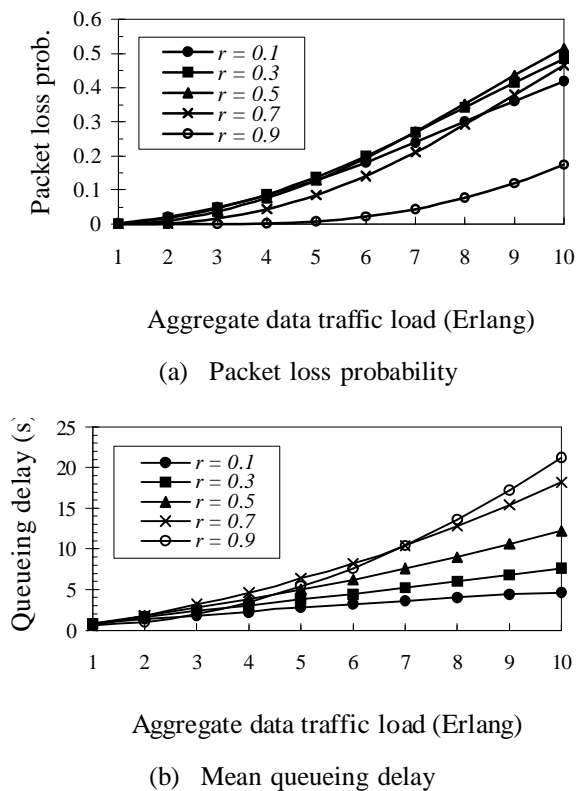 Packet loss prob.
0.6
0.5
0.4
0.3
0.2
0.1
0
r = 0.1
r = 0.3
r = 0.5
r = 0.7
r = 0.9
1 2 3 4 5 6 7 8 9 10
Aggregate data traffic load (Erlang)
(a) Packet loss probability
Queueing delay (s)
25
20
15
10
5
0
r = 0.1
r = 0.3
r = 0.5
r = 0.7
r = 0.9
1 2 3 4 5 6 7 8 9 10
Aggregate data traffic load (Erlang)
(b) Mean queueing delay